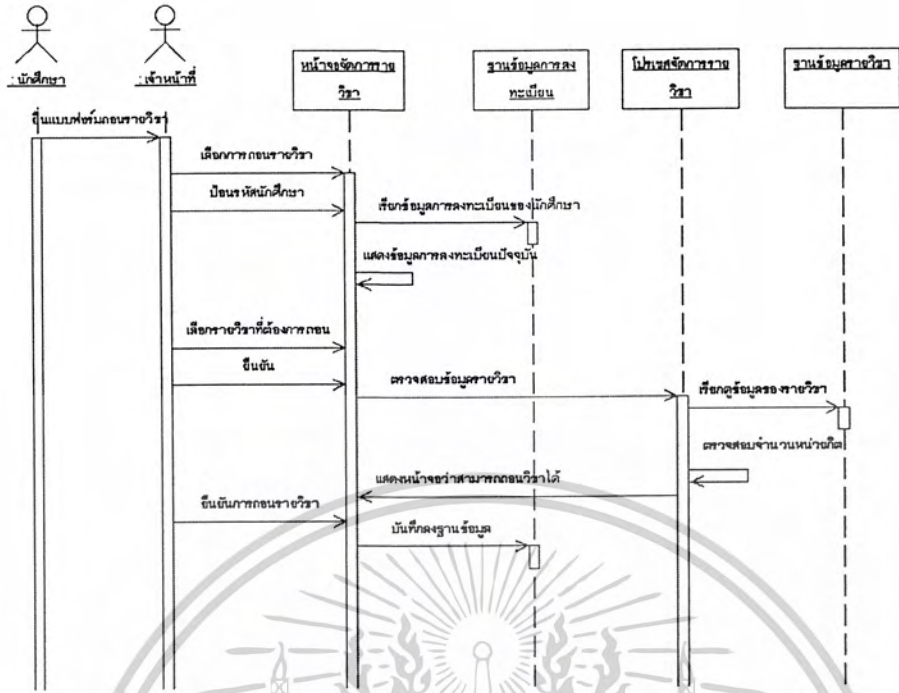 : นักศึกษา
: เจ้าหน้าที่
หน้าจอจัดการราย
วิชา
ฐานข้อมูลการลง
ทะเบียน
โปรเซสจัดการราย
วิชา
ฐานข้อมูลรายวิชา
ยื่นแบบฟอร์มถอนรายวิชา
เลือกการถอนรายวิชา
ป้อนรหัสนักศึกษา
เรียกข้อมูลการลงทะเบียนของนักศึกษา
แสดงข้อมูลการลงทะเบียนปัจจุบัน
เลือกรายวิชาที่ต้องการถอน
ยืนยัน
ตรวจสอบข้อมูลรายวิชา
เรียกดูข้อมูลของรายวิชา
ตรวจสอบจำนวนหน่วยกิต
แสดงหน้าจอว่าสามารถถอนวิชาได้
ยืนยันการถอนรายวิชา
บันทึกลงฐานข้อมูล